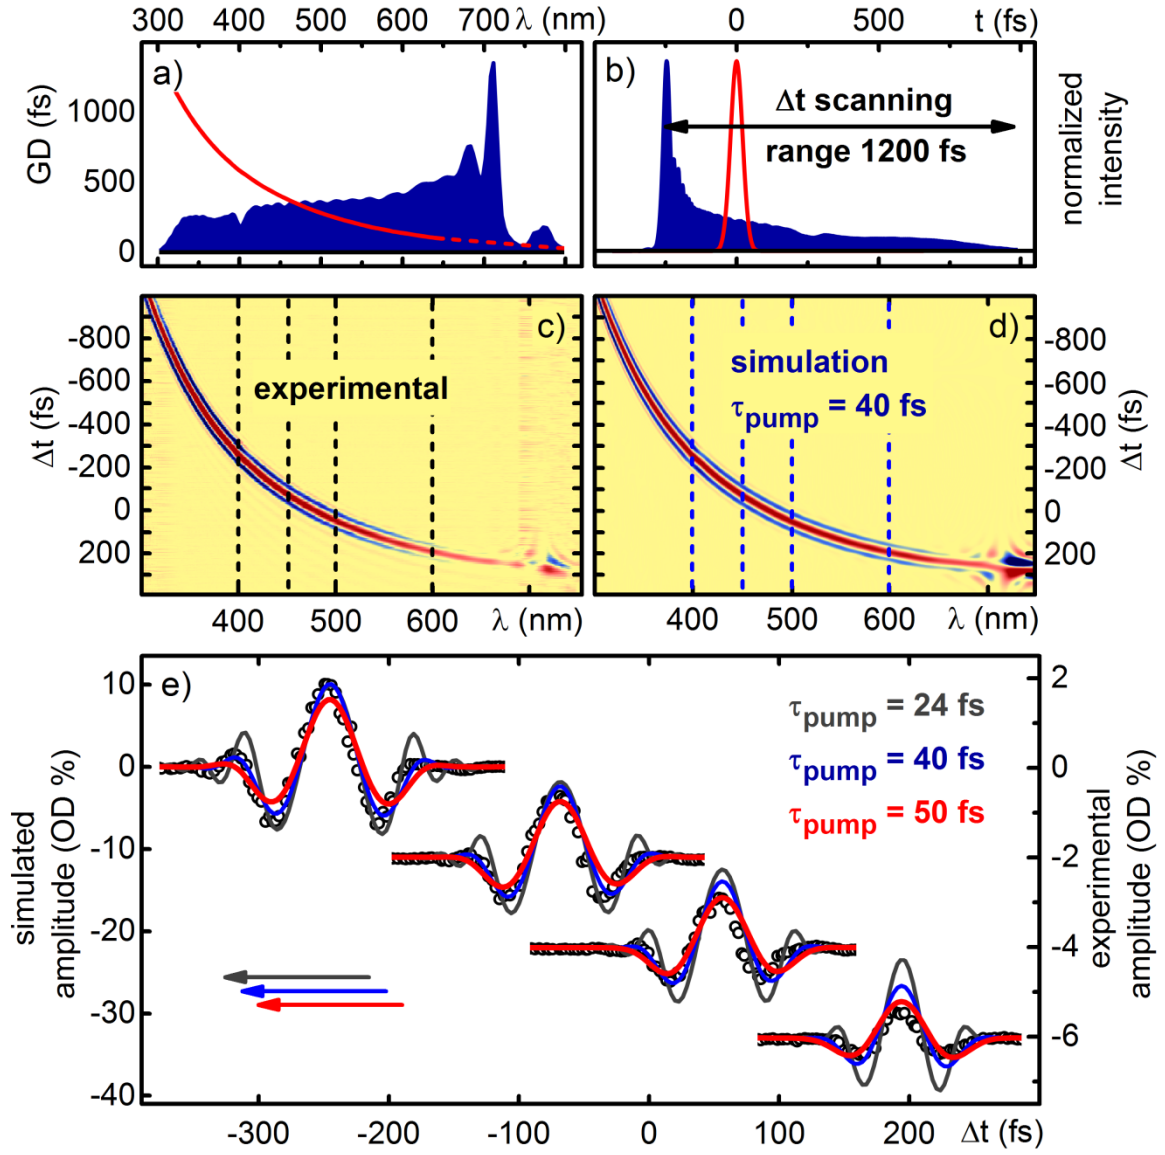 300 400 500 600 700 λ (nm)
0 500 t (fs)
a)
b)
GD (fs)
1000
500
0
Δt scanning
range 1200 fs
normalized
intensity
c)
d)
experimental
simulation
τpump = 40 fs
Δt (fs)
-800
-600
-400
-200
0
200
-800
-600
-400
-200
0
200
Δt (fs)
400 500 600 λ (nm)
400 500 600 λ (nm)
e)
simulated
amplitude (OD %)
10
0
-10
-20
-30
-40
τpump = 24 fs
τpump = 40 fs
τpump = 50 fs
2
0
-2
-4
-6
experimental
amplitude (OD %)
-300 -200 -100 0 100 200 Δt (fs)